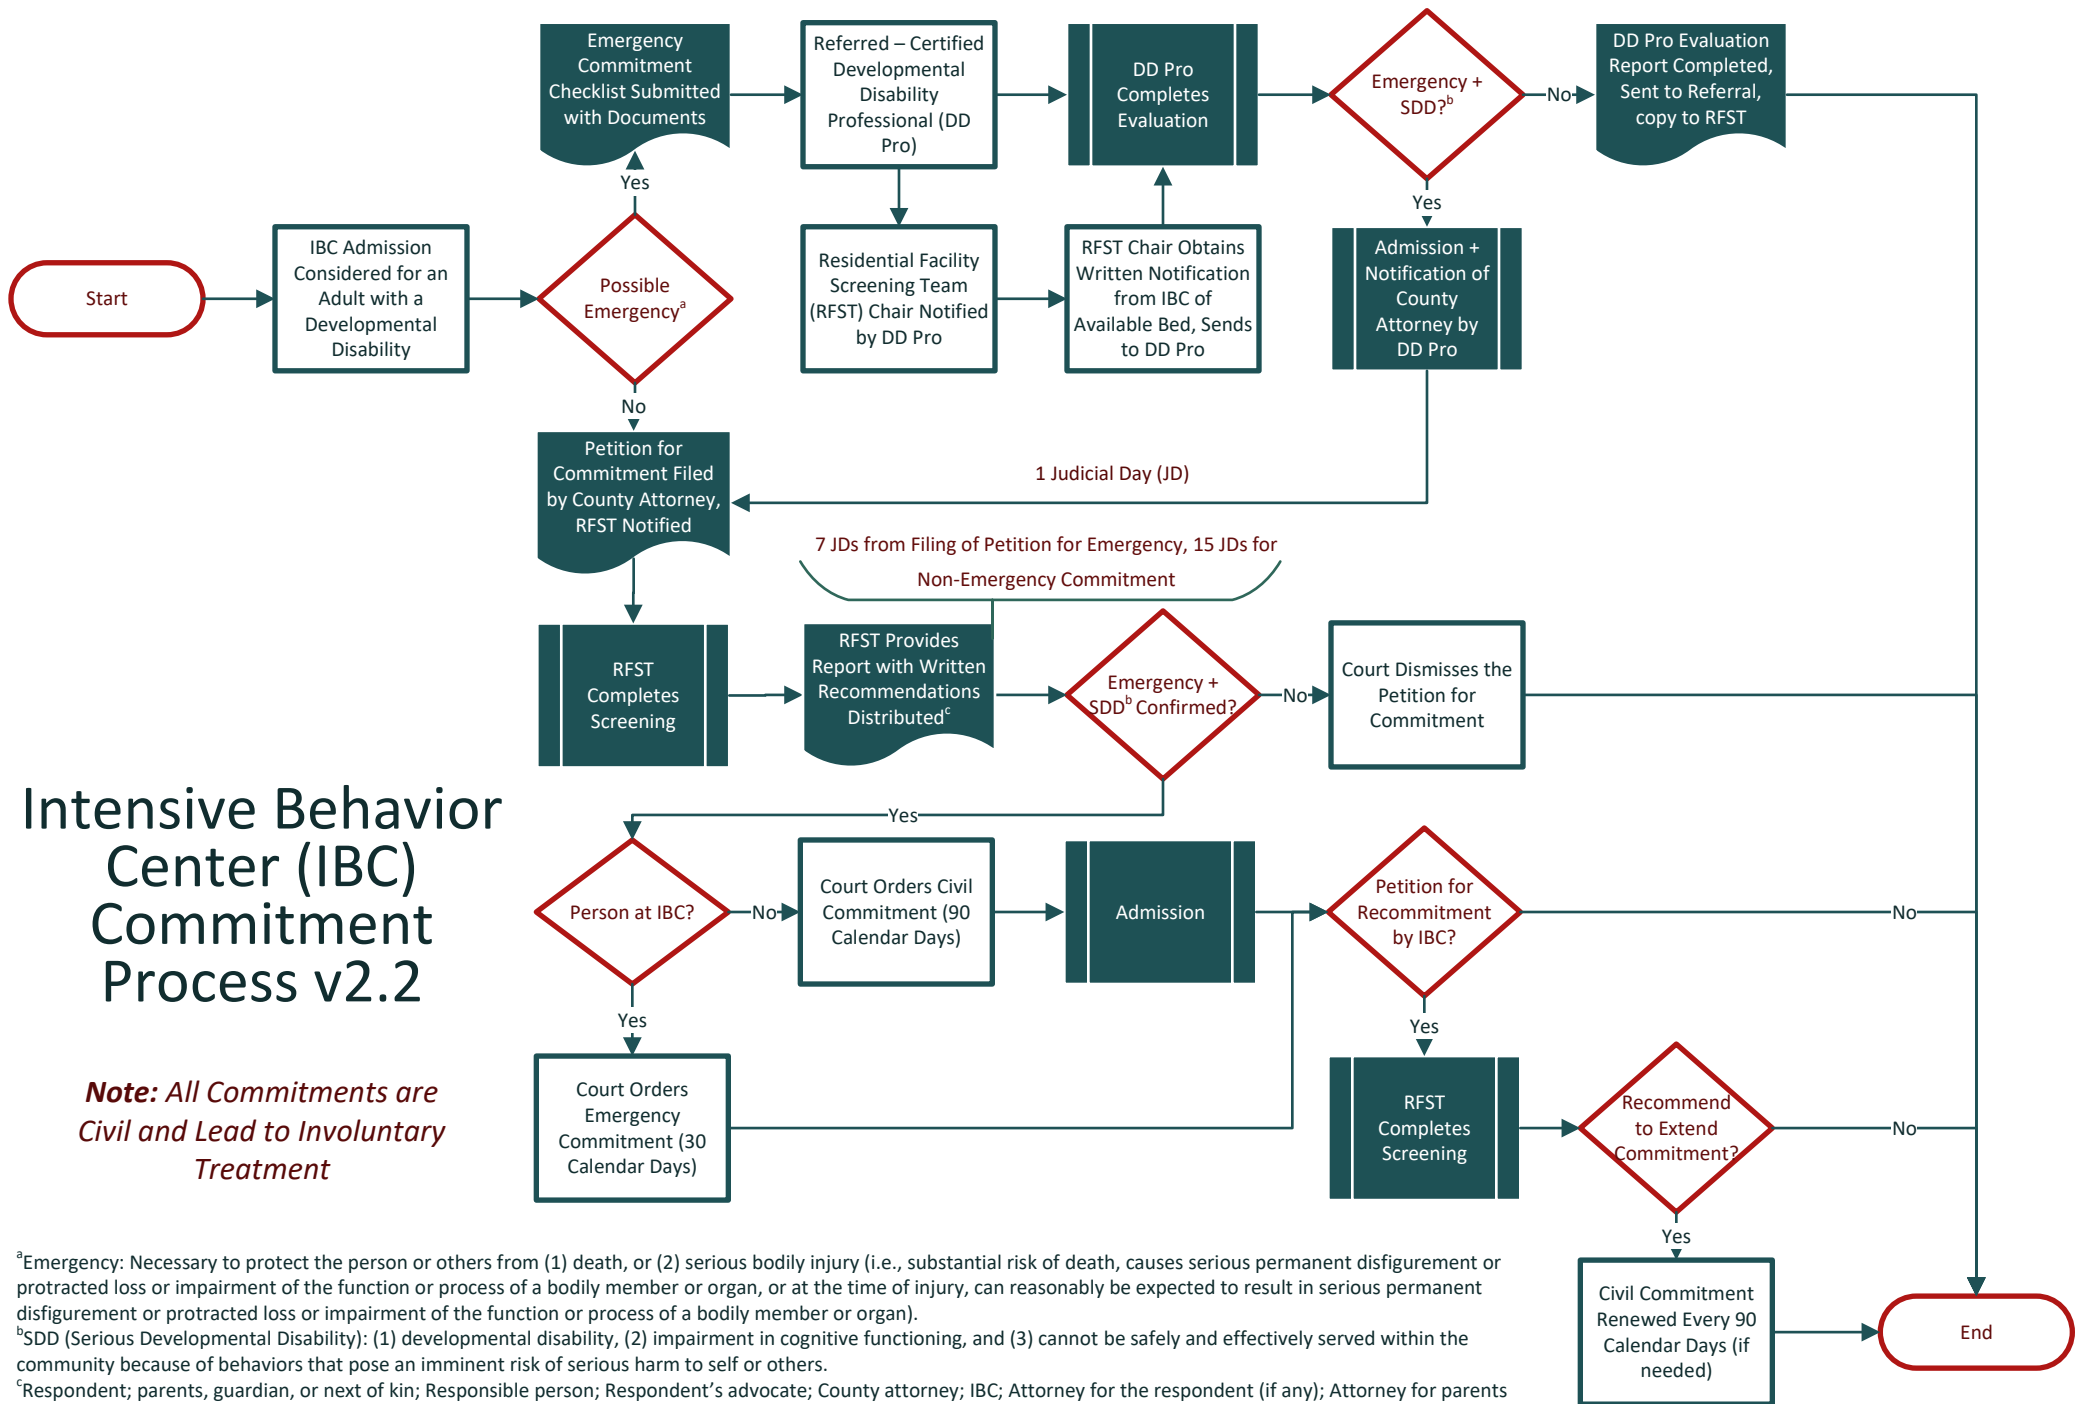 Emergency
Commitment
Checklist Submitted
with Documents
Referred – Certified
Developmental
Disability
Professional (DD
Pro)
DD Pro
Completes
Evaluation
Emergency +
SDD?b
No
DD Pro Evaluation
Report Completed,
Sent to Referral,
copy to RFST
Yes
Yes
Start
IBC Admission
Considered for an
Adult with a
Developmental
Disability
Possible
Emergencya
Residential Facility
Screening Team
(RFST) Chair Notified
by DD Pro
RFST Chair Obtains
Written Notification
from IBC of
Available Bed, Sends
to DD Pro
Admission +
Notification of
County
Attorney by
DD Pro
No
Petition for
Commitment Filed
by County Attorney,
RFST Notified
1 Judicial Day (JD)
7 JDs from Filing of Petition for Emergency, 15 JDs for
Non-Emergency Commitment
RFST
Completes
Screening
RFST Provides
Report with Written
Recommendations
Distributedc
Emergency +
SDDb Confirmed?
No
Court Dismisses the
Petition for
Commitment
Yes
Intensive Behavior
Center (IBC)
Commitment
Process v2.2
Person at IBC?
No
Court Orders Civil
Commitment (90
Calendar Days)
Admission
Petition for
Recommitment
by IBC?
No
Yes
Yes
Note: All Commitments are
Civil and Lead to Involuntary
Treatment
Court Orders
Emergency
Commitment (30
Calendar Days)
RFST
Completes
Screening
Recommend
to Extend
Commitment?
No
Yes
Civil Commitment
Renewed Every 90
Calendar Days (if
needed)
End
aEmergency: Necessary to protect the person or others from (1) death, or (2) serious bodily injury (i.e., substantial risk of death, causes serious permanent disfigurement or
protracted loss or impairment of the function or process of a bodily member or organ, or at the time of injury, can reasonably be expected to result in serious permanent
disfigurement or protracted loss or impairment of the function or process of a bodily member or organ).
bSDD (Serious Developmental Disability): (1) developmental disability, (2) impairment in cognitive functioning, and (3) cannot be safely and effectively served within the
community because of behaviors that pose an imminent risk of serious harm to self or others.
cRespondent; parents, guardian, or next of kin; Responsible person; Respondent's advocate; County attorney; IBC; Attorney for the respondent (if any); Attorney for parents